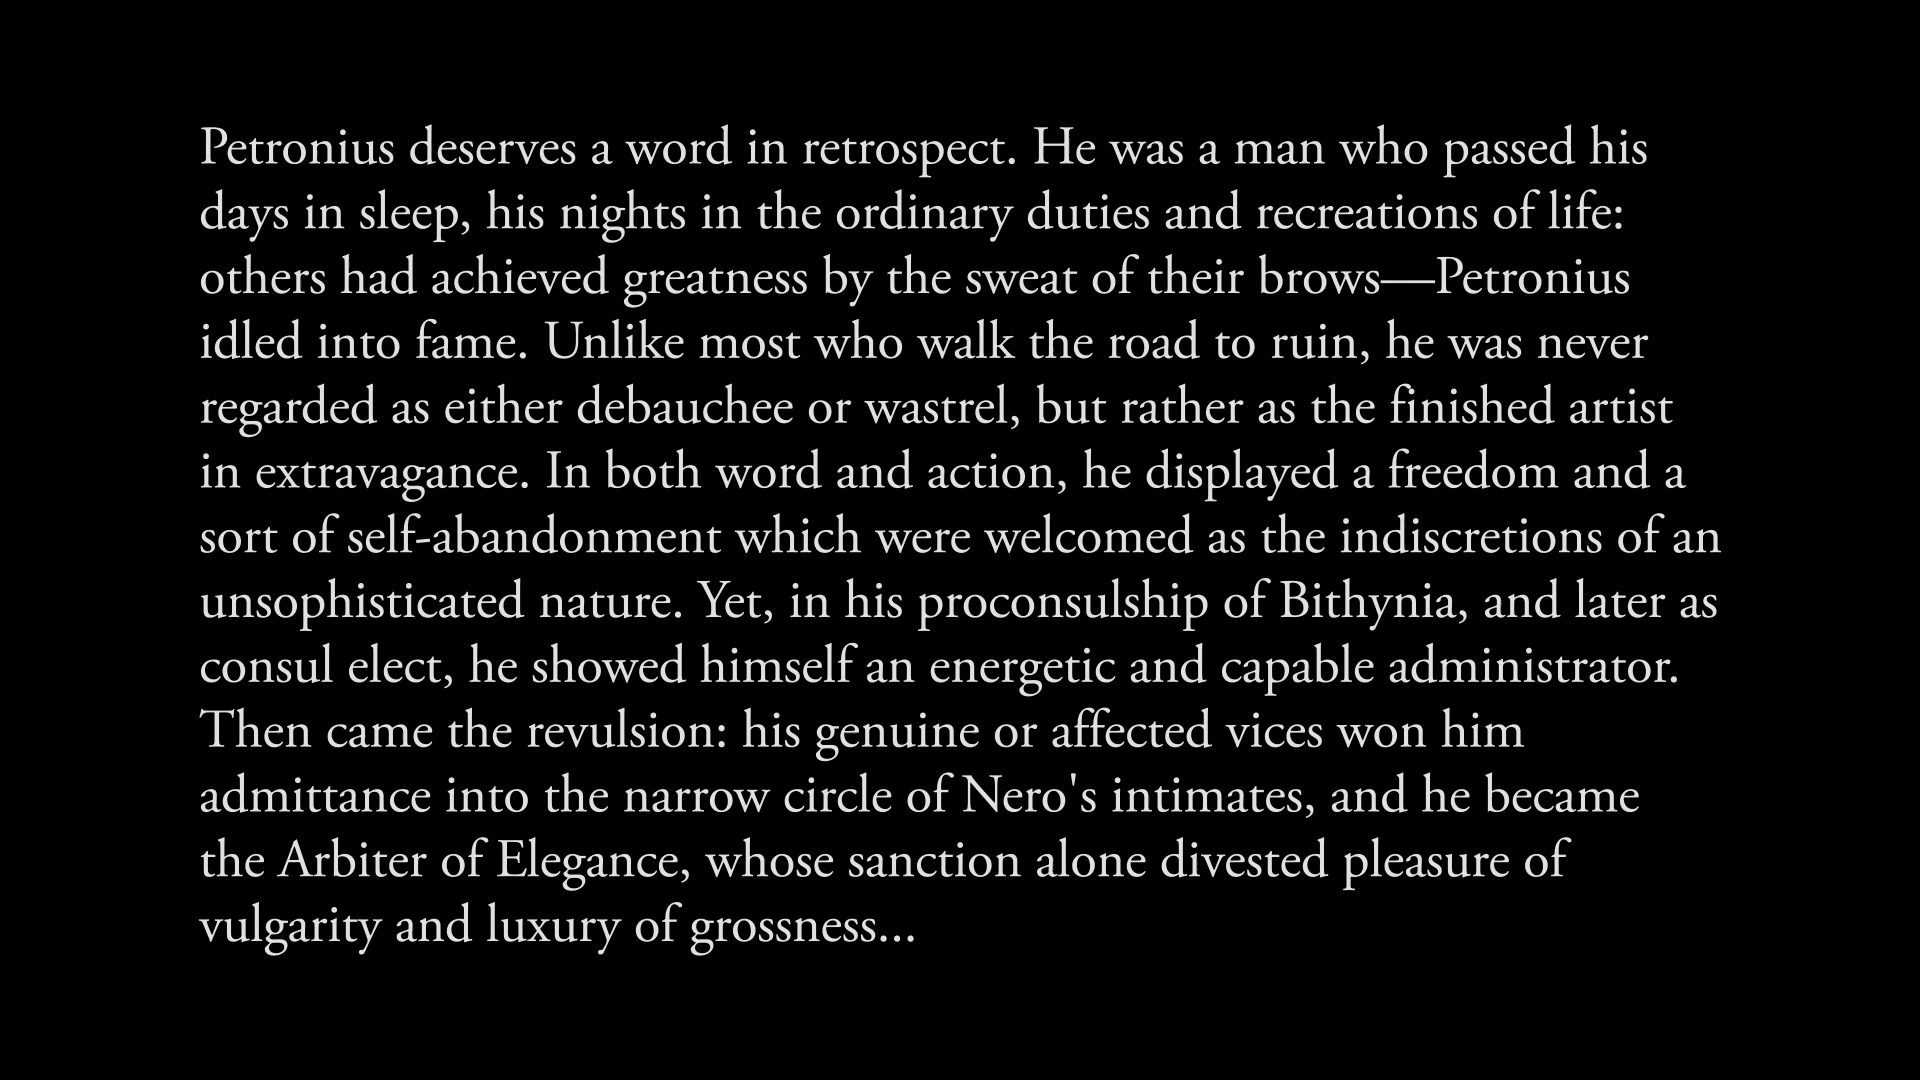 Petronius deserves a word in retrospect. He was a man who passed his
days in sleep, his nights in the ordinary duties and recreations of life:
others had achieved greatness by the sweat of their brows—Petronius
idled into fame. Unlike most who walk the road to ruin, he was never
regarded as either debauchee or wastrel, but rather as the finished artist
in extravagance. In both word and action, he displayed a freedom and a
sort of self-abandonment which were welcomed as the indiscretions of an
unsophisticated nature. Yet, in his proconsulship of Bithynia, and later as
consul elect, he showed himself an energetic and capable administrator.
Then came the revulsion: his genuine or affected vices won him
admittance into the narrow circle of Nero's intimates, and he became
the Arbiter of Elegance, whose sanction alone divested pleasure of
vulgarity and luxury of grossness...